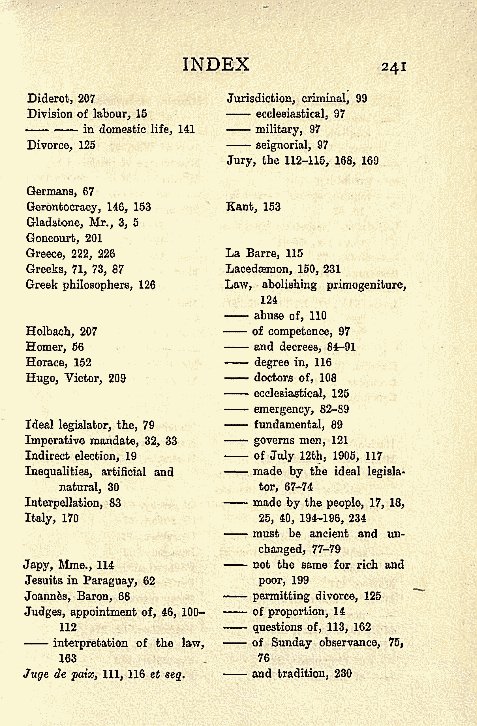 INDEX 241
Diderot, 207
Division of labour, 15
—— —— in domestic life, 141
Divorce, 125
Germans, 67
Gerontocracy, 146, 153
Gladstone, Mr., 3, 5
Goncourt, 201
Greece, 222, 226
Greeks, 71, 73, 87
Greek philosophers, 126
Holbach, 207
Homer, 56
Horace, 152
Hugo, Victor, 209
Ideal legislator, the, 79
Imperative mandate, 32, 33
Indirect election, 19
Inequalities, artificial and
natural, 30
Interpellation, 83
Italy, 170
Japy, Mme., 114
Jesuits in Paraguay, 62
Joannès, Baron, 66
Judges, appointment of, 46, 100–
112
—— interpretation of the law,
163
Juge de paix, 111, 116 et seq.
Jurisdiction, criminal, 99
—— ecclesiastical, 97
—— military, 97
—— seignorial, 97
Jury, the 112–115, 168, 169
Kant, 153
La Barre, 115
Lacedæmon, 150, 231
Law, abolishing primogeniture,
124
—— abuse of, 110
—— of competence, 97
—— and decrees, 84–91
—— degree in, 116
—— doctors of, 108
—— ecclesiastical, 125
—— emergency, 82–89
—— fundamental, 89
—— governs men, 121
—— of July 12th, 1905, 117
—— made by the ideal legisla-
tor, 67–74
—— made by the people, 17, 18,
25, 40, 194–196, 234
—— must be ancient and un-
changed, 77–79
—— not the same for rich and
poor, 199
—— permitting divorce, 125
—— of proportion, 14
—— questions of, 113, 162
—— of Sunday observance, 75,
76
—— and tradition, 230